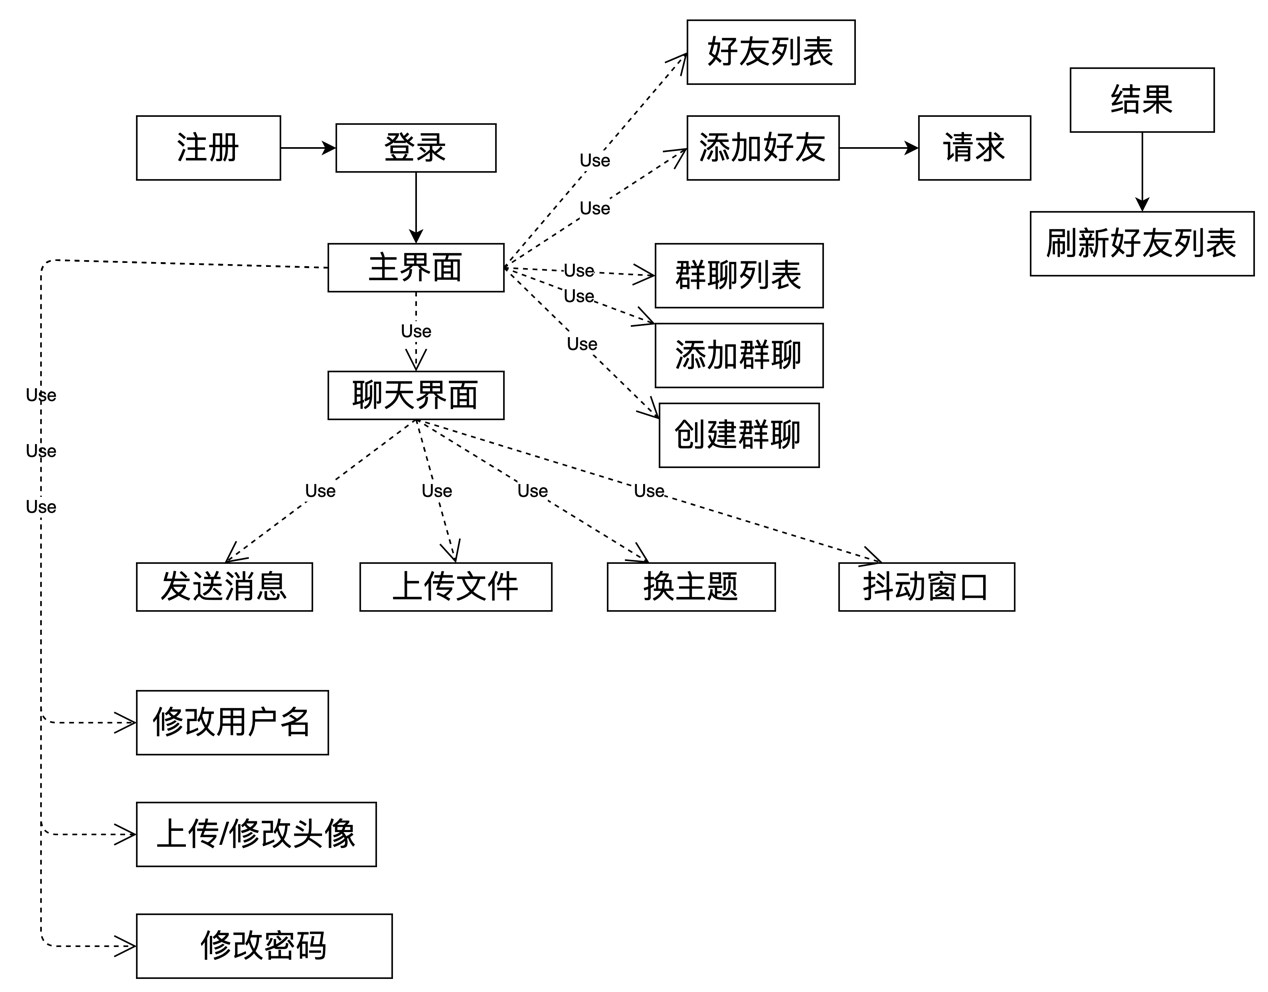 好友列表
结果
注册
登录
添加好友
请求
Use
Use
刷新好友列表
主界面
Use
群聊列表
Use
Use
Use
添加群聊
聊天界面
Use
创建群聊
Use
Use
Use
Use
Use
Use
发送消息
上传文件
换主题
抖动窗口
修改用户名
上传/修改头像
修改密码